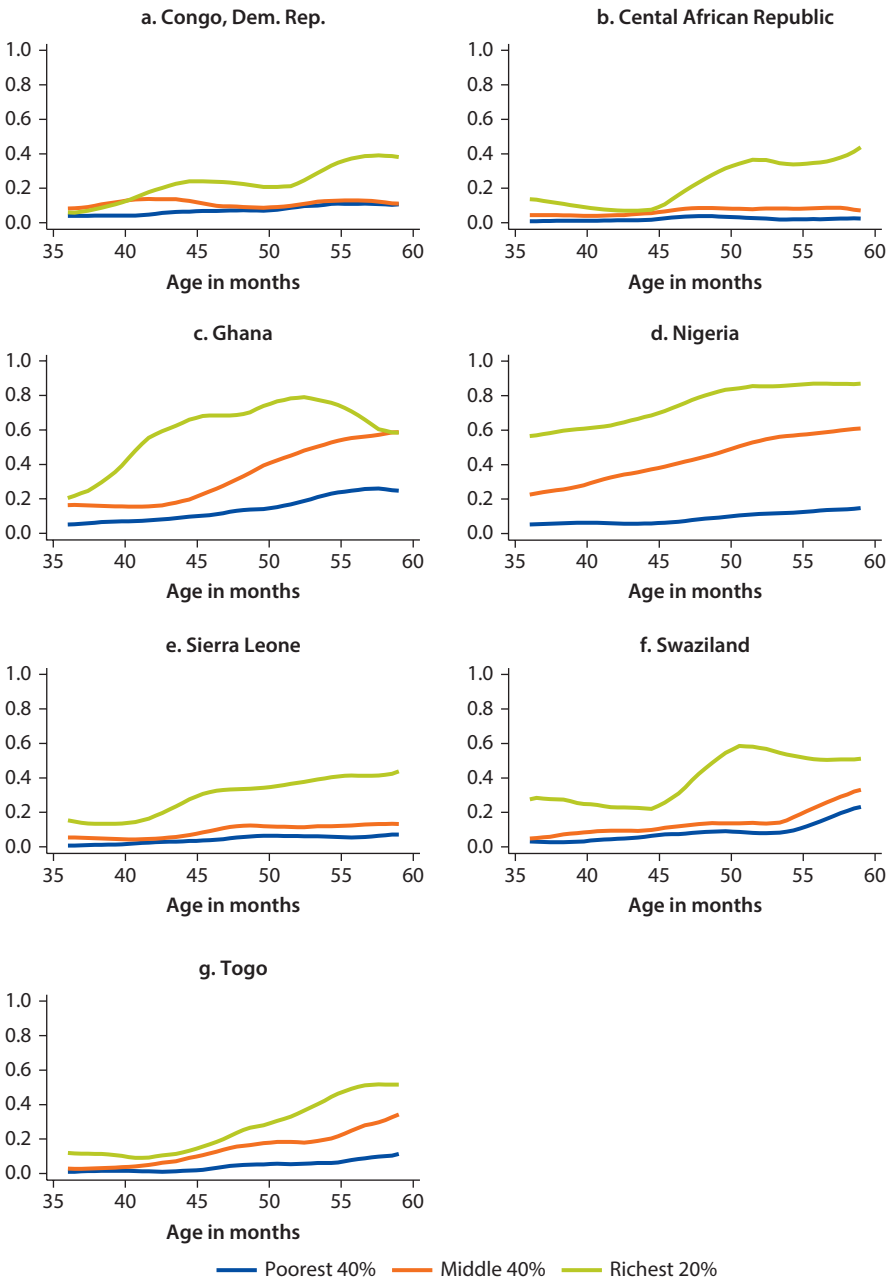 a. Congo, Dem. Rep.
b. Cental African Republic
1.0
0.8
0.6
0.4
0.2
0.0
35 40 45 50 55 60
Age in months
1.0
0.8
0.6
0.4
0.2
0.0
35 40 45 50 55 60
Age in months
c. Ghana
d. Nigeria
1.0
0.8
0.6
0.4
0.2
0.0
35 40 45 50 55 60
Age in months
1.0
0.8
0.6
0.4
0.2
0.0
35 40 45 50 55 60
Age in months
e. Sierra Leone
f. Swaziland
1.0
0.8
0.6
0.4
0.2
0.0
35 40 45 50 55 60
Age in months
1.0
0.8
0.6
0.4
0.2
0.0
35 40 45 50 55 60
Age in months
g. Togo
1.0
0.8
0.6
0.4
0.2
0.0
35 40 45 50 55 60
Age in months
Poorest 40% Middle 40% Richest 20%